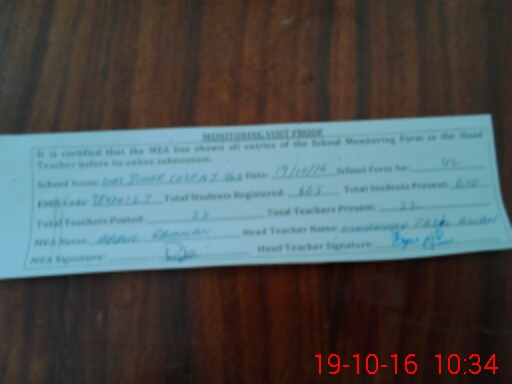 MONITORING VISIT PROOF
It is certified that the MEA has shown all entries of the School Monitoring Form to the Head
Teacher before its online submission.
School Name: Date: 19/10/16 School Form No: 42
EMIS Code: Total Students Registered: 665 Total Students Present: 610
Total Teachers Posted: 22 Total Teachers Present: 22
MEA Name: Rahman Head Teacher Name: Awan
MEA Signature: Head Teacher Signature:
19-10-16 10:34